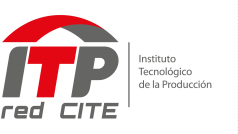 ITP
red CITE
Instituto
Tecnológico
de la Producción